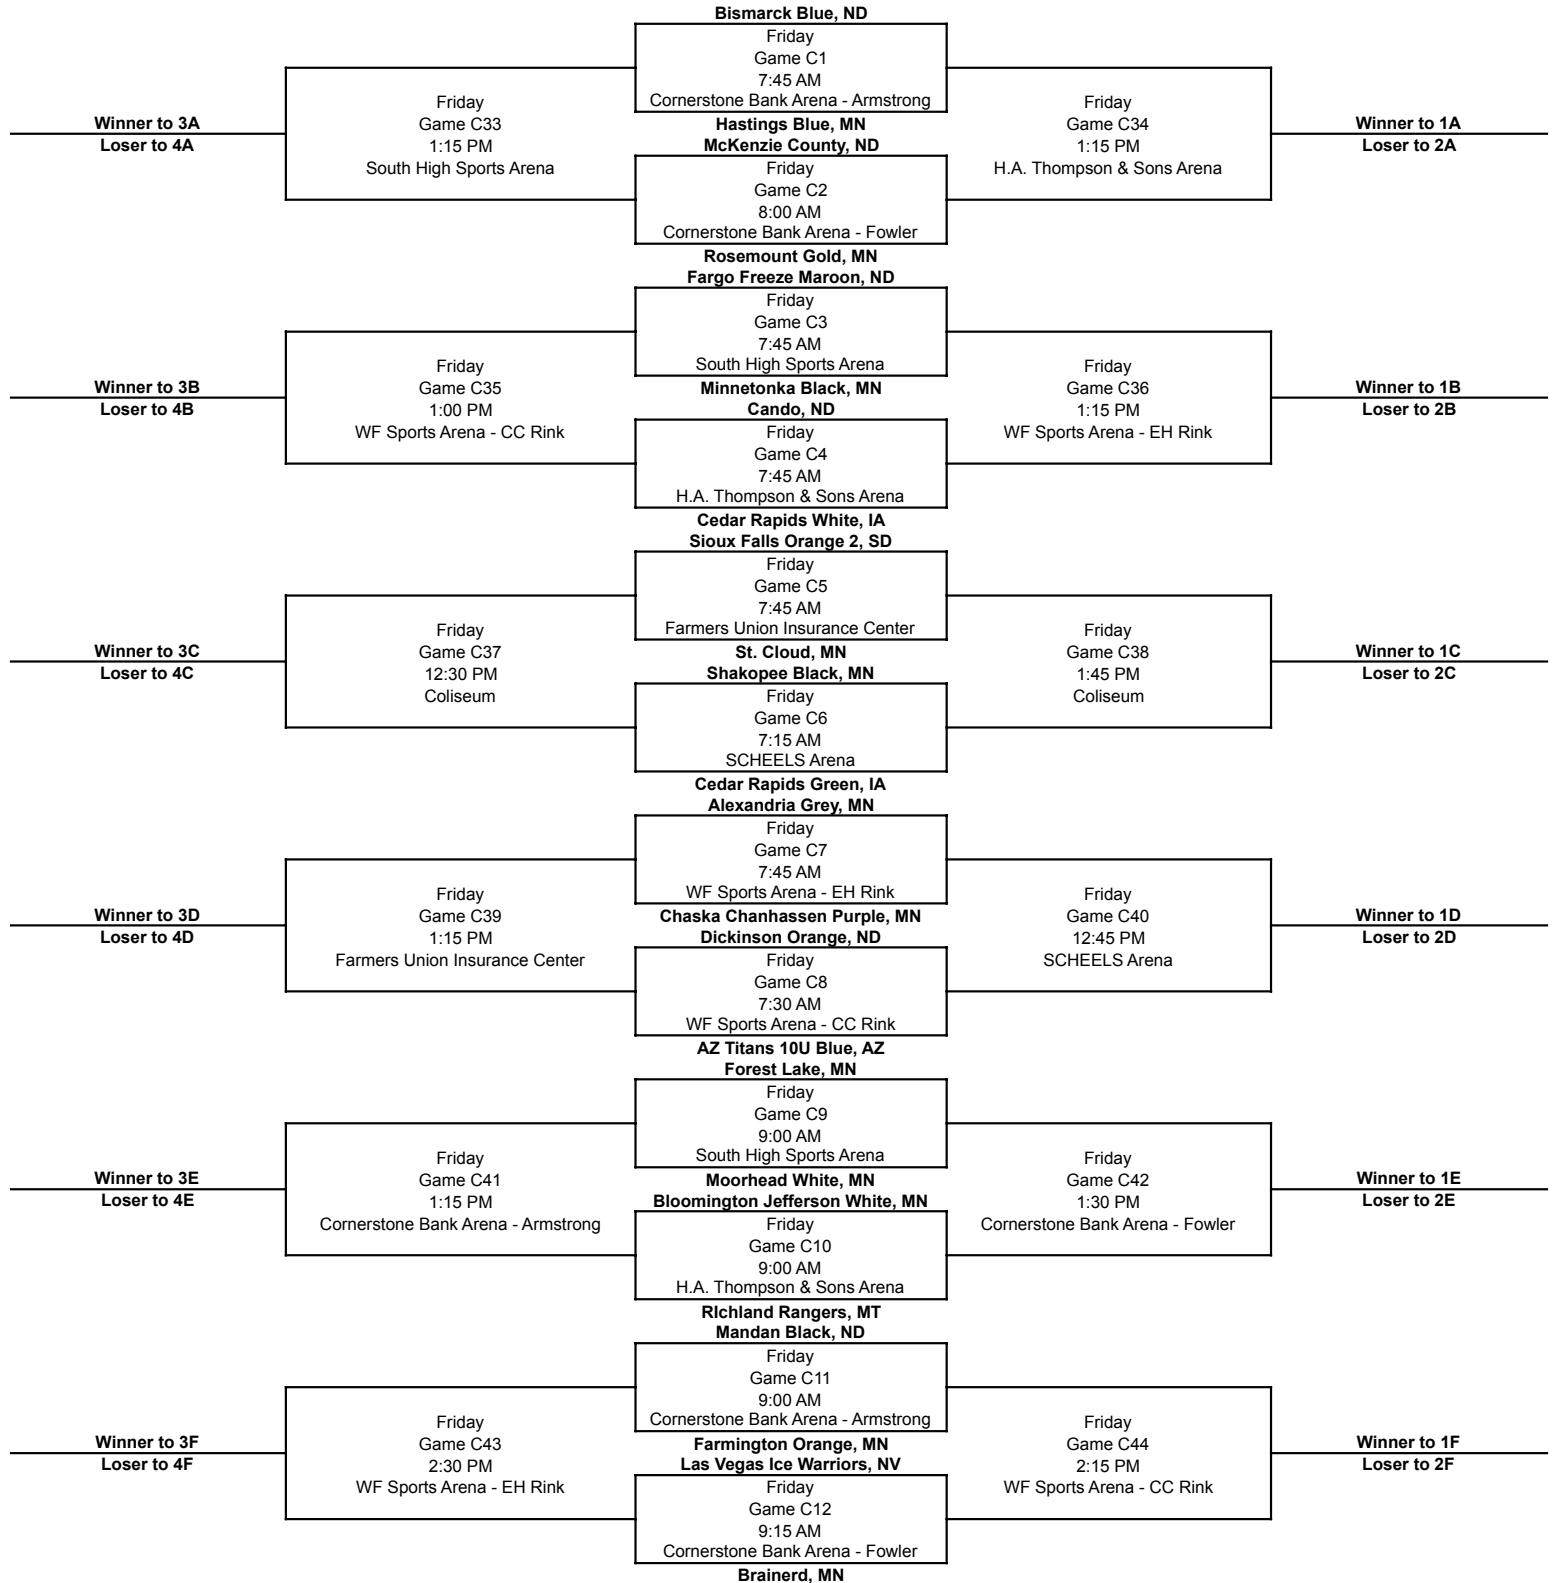 Bismarck Blue, ND
Friday
Game C1
7:45 AM
Cornerstone Bank Arena - Armstrong
Hastings Blue, MN
McKenzie County, ND
Friday
Game C2
8:00 AM
Cornerstone Bank Arena - Fowler
Rosemount Gold, MN
Friday
Game C33
1:15 PM
South High Sports Arena
Winner to 3A
Loser to 4A
Friday
Game C34
1:15 PM
H.A. Thompson & Sons Arena
Winner to 1A
Loser to 2A
Fargo Freeze Maroon, ND
Friday
Game C3
7:45 AM
South High Sports Arena
Minnetonka Black, MN
Cando, ND
Friday
Game C4
7:45 AM
H.A. Thompson & Sons Arena
Cedar Rapids White, IA
Friday
Game C35
1:00 PM
WF Sports Arena - CC Rink
Winner to 3B
Loser to 4B
Friday
Game C36
1:15 PM
WF Sports Arena - EH Rink
Winner to 1B
Loser to 2B
Sioux Falls Orange 2, SD
Friday
Game C5
7:45 AM
Farmers Union Insurance Center
St. Cloud, MN
Shakopee Black, MN
Friday
Game C6
7:15 AM
SCHEELS Arena
Cedar Rapids Green, IA
Friday
Game C37
12:30 PM
Coliseum
Winner to 3C
Loser to 4C
Friday
Game C38
1:45 PM
Coliseum
Winner to 1C
Loser to 2C
Alexandria Grey, MN
Friday
Game C7
7:45 AM
WF Sports Arena - EH Rink
Chaska Chanhassen Purple, MN
Dickinson Orange, ND
Friday
Game C8
7:30 AM
WF Sports Arena - CC Rink
AZ Titans 10U Blue, AZ
Friday
Game C39
1:15 PM
Farmers Union Insurance Center
Winner to 3D
Loser to 4D
Friday
Game C40
12:45 PM
SCHEELS Arena
Winner to 1D
Loser to 2D
Forest Lake, MN
Friday
Game C9
9:00 AM
South High Sports Arena
Moorhead White, MN
Bloomington Jefferson White, MN
Friday
Game C10
9:00 AM
H.A. Thompson & Sons Arena
RIchland Rangers, MT
Friday
Game C41
1:15 PM
Cornerstone Bank Arena - Armstrong
Winner to 3E
Loser to 4E
Friday
Game C42
1:30 PM
Cornerstone Bank Arena - Fowler
Winner to 1E
Loser to 2E
Mandan Black, ND
Friday
Game C11
9:00 AM
Cornerstone Bank Arena - Armstrong
Farmington Orange, MN
Las Vegas Ice Warriors, NV
Friday
Game C12
9:15 AM
Cornerstone Bank Arena - Fowler
Brainerd, MN
Friday
Game C43
2:30 PM
WF Sports Arena - EH Rink
Winner to 3F
Loser to 4F
Friday
Game C44
2:15 PM
WF Sports Arena - CC Rink
Winner to 1F
Loser to 2F